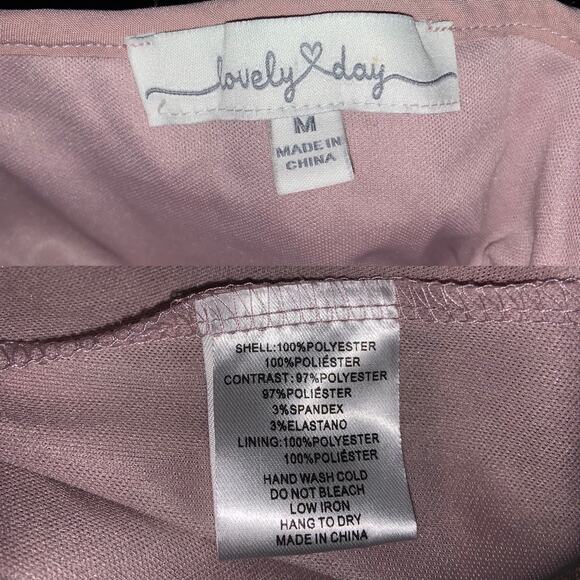 lovely day
M
MADE IN
CHINA
SHELL:100%POLYESTER
100%POLIÉSTER
CONTRAST:97%POLYESTER
97%POLIÉSTER
3%SPANDEX
3%ELASTANO
LINING:100%POLYESTER
100%POLIÉSTER
HAND WASH COLD
DO NOT BLEACH
LOW IRON
HANG TO DRY
MADE IN CHINA